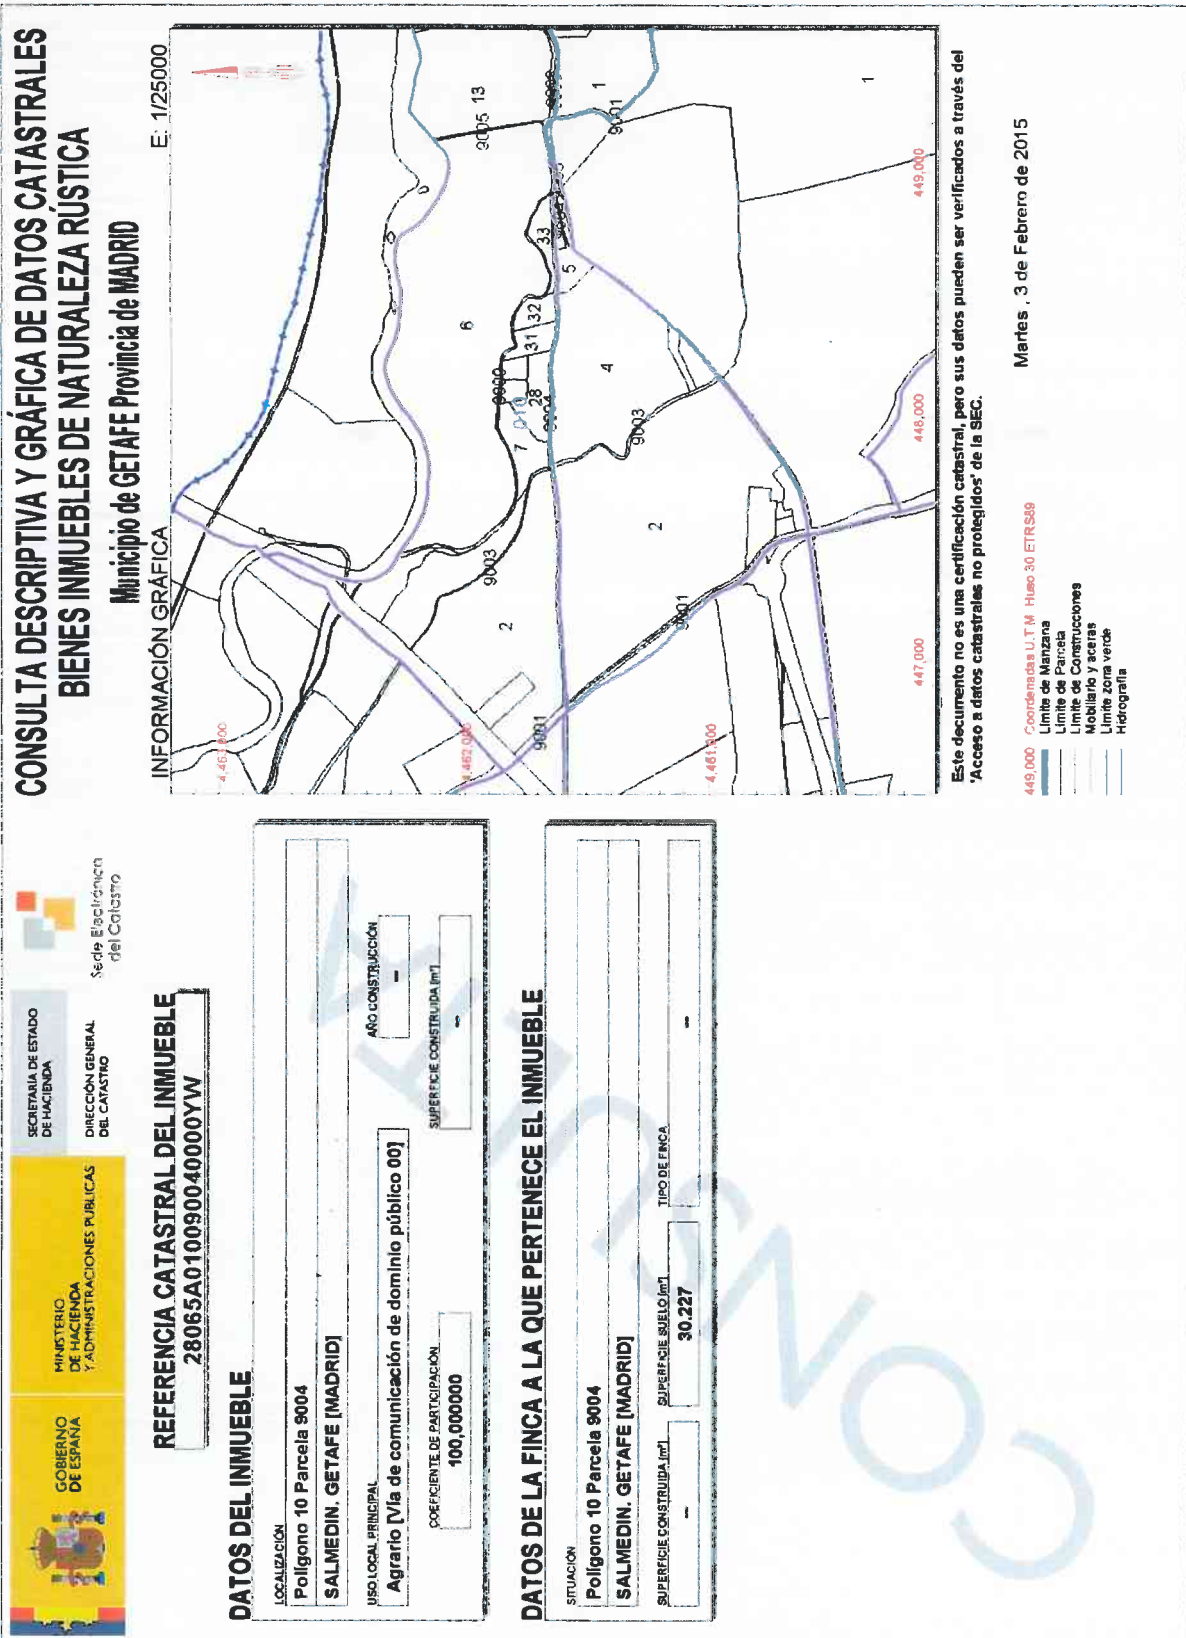 GOBIERNO
DE ESPAÑA
MINISTERIO
DE HACIENDA
Y ADMINISTRACIONES PUBLICAS
SECRETARÍA DE ESTADO
DE HACIENDA
DIRECCIÓN GENERAL
DEL CATASTRO
Sede Electrónica
del Catastro
REFERENCIA CATASTRAL DEL INMUEBLE
28065A010090040000YW
DATOS DEL INMUEBLE
LOCALIZACIÓN
Polígono 10 Parcela 9004
SALMEDIN. GETAFE [MADRID]
USO LOCAL PRINCIPAL
Agrario [Vía de comunicación de dominio público 00]
AÑO CONSTRUCCIÓN
--
COEFICIENTE DE PARTICIPACIÓN
100,000000
SUPERFICIE CONSTRUIDA [m²]
--
DATOS DE LA FINCA A LA QUE PERTENECE EL INMUEBLE
SITUACIÓN
Polígono 10 Parcela 9004
SALMEDIN. GETAFE [MADRID]
SUPERFICIE CONSTRUIDA [m²]
--
SUPERFICIE SUELO [m²]
30.227
TIPO DE FINCA
--
CONSULTA
CONSULTA DESCRIPTIVA Y GRÁFICA DE DATOS CATASTRALES
BIENES INMUEBLES DE NATURALEZA RÚSTICA
Municipio de GETAFE Provincia de MADRID
INFORMACIÓN GRÁFICA
E: 1/25000
13
9005
6
1
9001
33
5
32
31
28
7
4
9003
9003
2
2
9001
9001
1
4,462,000
4,461,000
447,000
448,000
449,000
Este documento no es una certificación catastral, pero sus datos pueden ser verificados a través del
'Acceso a datos catastrales no protegidos' de la SEC.
449,000 Coordenadas U.T.M. Huso 30 ETRS89
Límite de Manzana
Límite de Parcela
Límite de Construcciones
Mobiliario y aceras
Límite zona verde
Hidrografía
Martes , 3 de Febrero de 2015